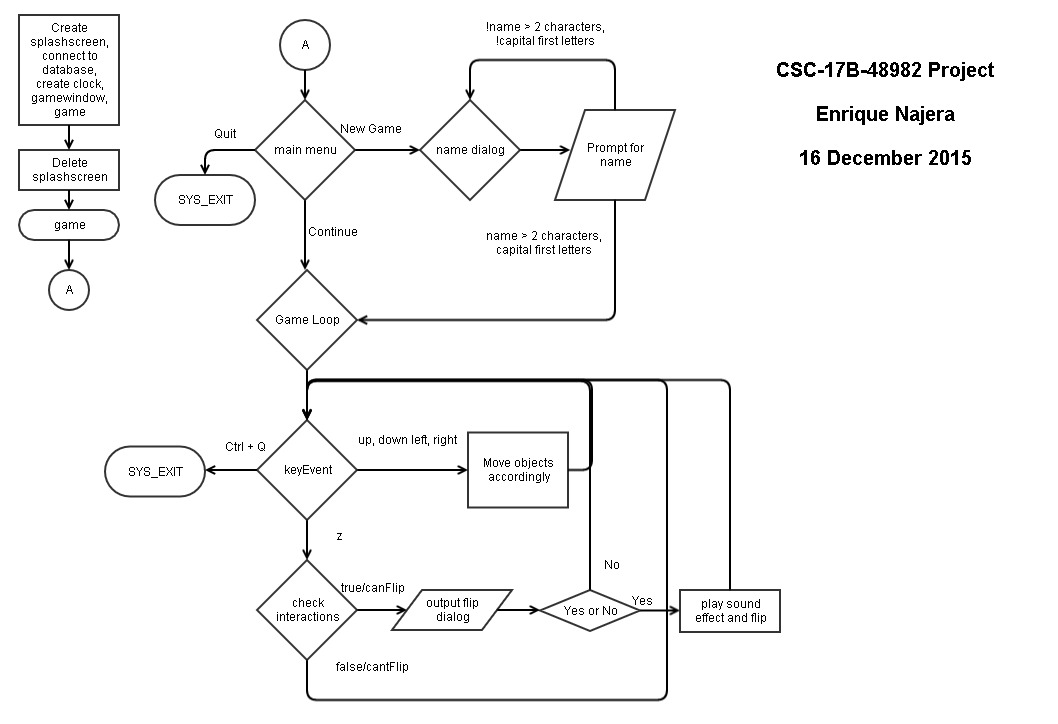 Create
splashscreen,
connect to
database,
create clock,
gamewindow,
game
Delete
splashscreen
game
A
A
main menu
Quit
SYS_EXIT
New Game
name dialog
!name > 2 characters,
!capital first letters
Prompt for
name
name > 2 characters,
capital first letters
Continue
Game Loop
Ctrl + Q
SYS_EXIT
keyEvent
up, down left, right
Move objects
accordingly
z
check
interactions
true/canFlip
output flip
dialog
Yes or No
No
Yes
play sound
effect and flip
false/cantFlip
CSC-17B-48982 Project
Enrique Najera
16 December 2015